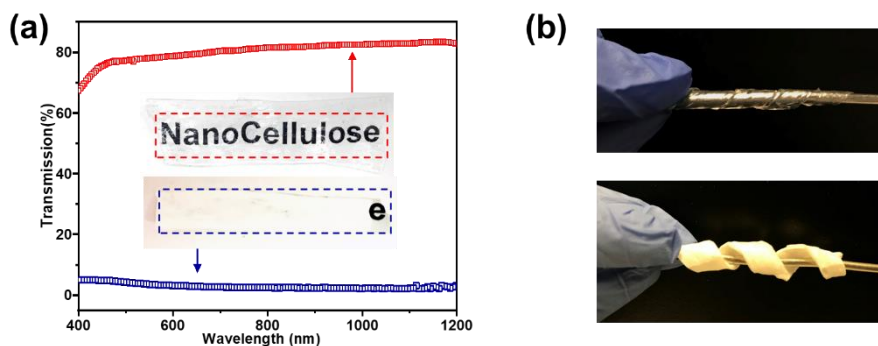 (a)
Transmission(%)
80
60
40
20
0
NanoCellulose
e
400
600
800
1000
1200
Wavelength (nm)
(b)